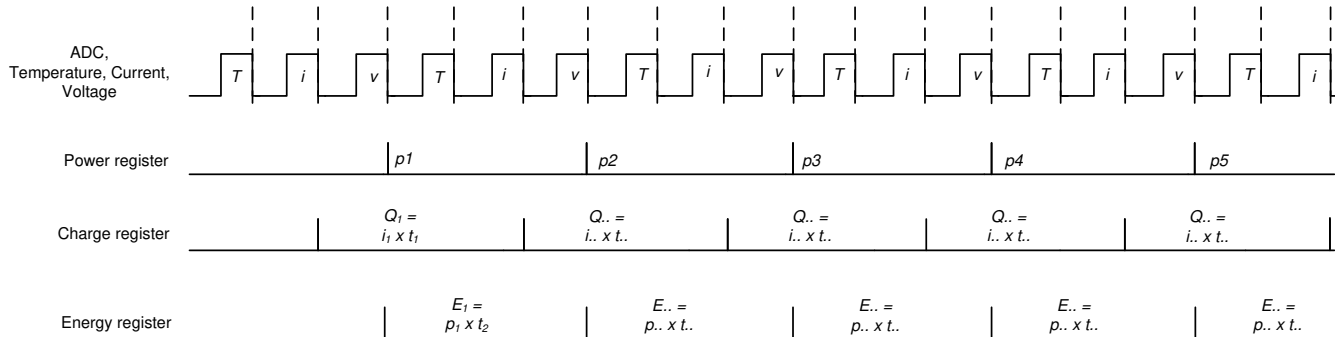 ADC,
Temperature, Current,
Voltage
T i v T i v T i v T i v T i v T i
Power register
p1 p2 p3 p4 p5
Charge register
Q₁ = Q.. = Q.. = Q.. = Q.. =
i₁ x t₁ i.. x t.. i.. x t.. i.. x t.. i.. x t..
Energy register
E₁ = E.. = E.. = E.. = E.. =
p₁ x t₂ p.. x t.. p.. x t.. p.. x t.. p.. x t..